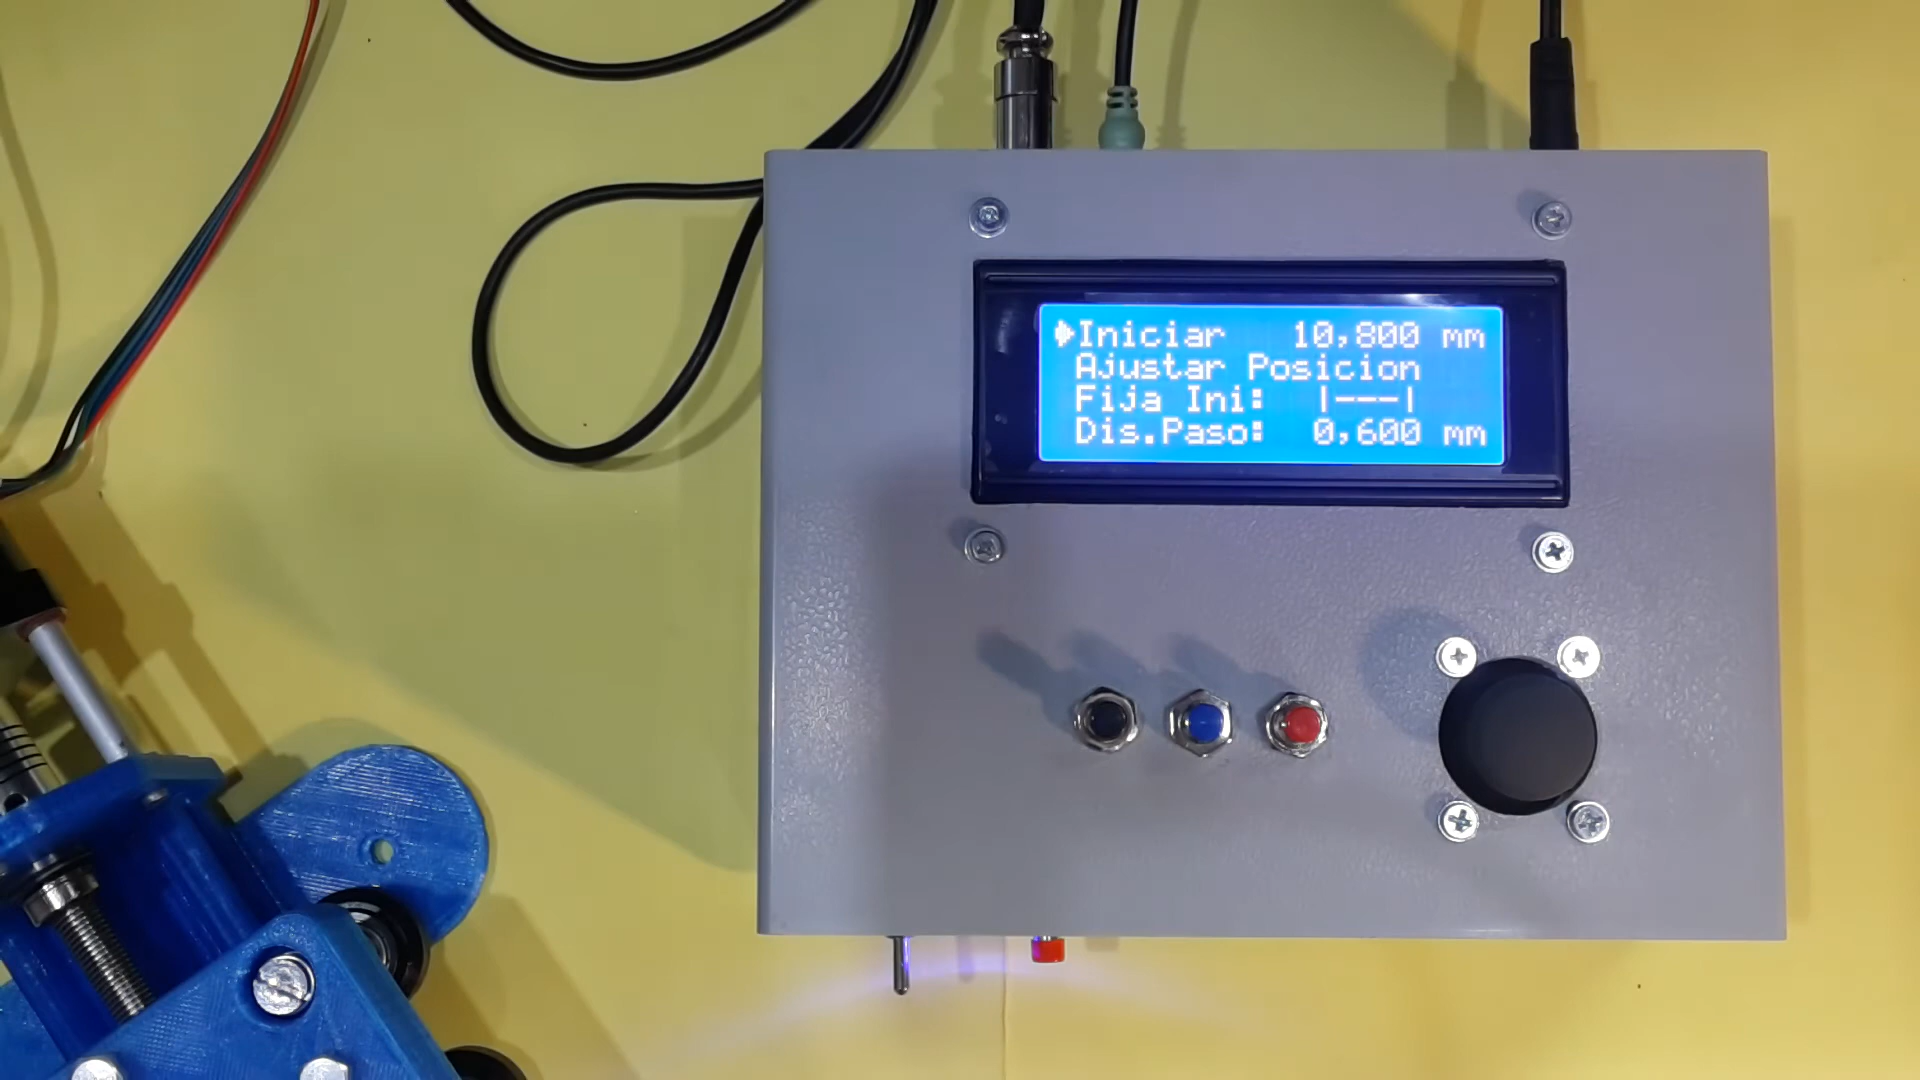 Iniciar 10,800 mm
Ajustar Posicion
Fija Ini: |---|
Dis.Paso: 0,600 mm